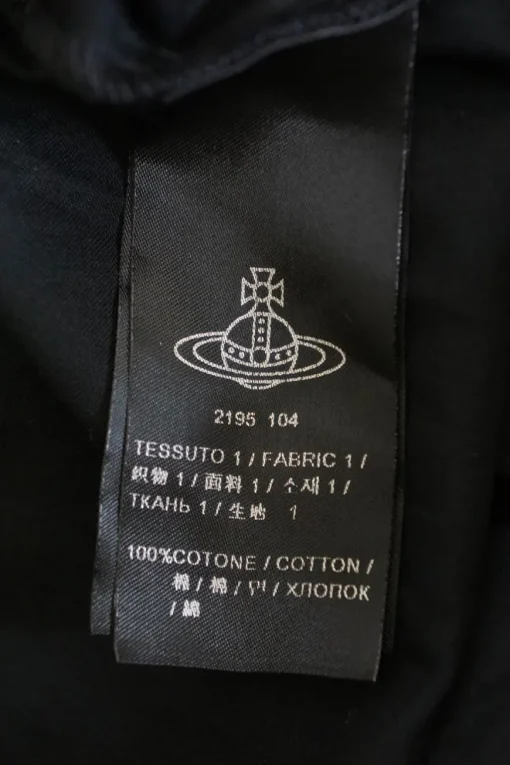 2195 104
TESSUTO 1 / FABRIC 1 /
织物 1 / 面料 1 / 소재 1 /
ТКАНЬ 1 / 生地 1
100%COTONE / COTTON /
棉 / 棉 / 면 / ХЛОПОК
/ 綿